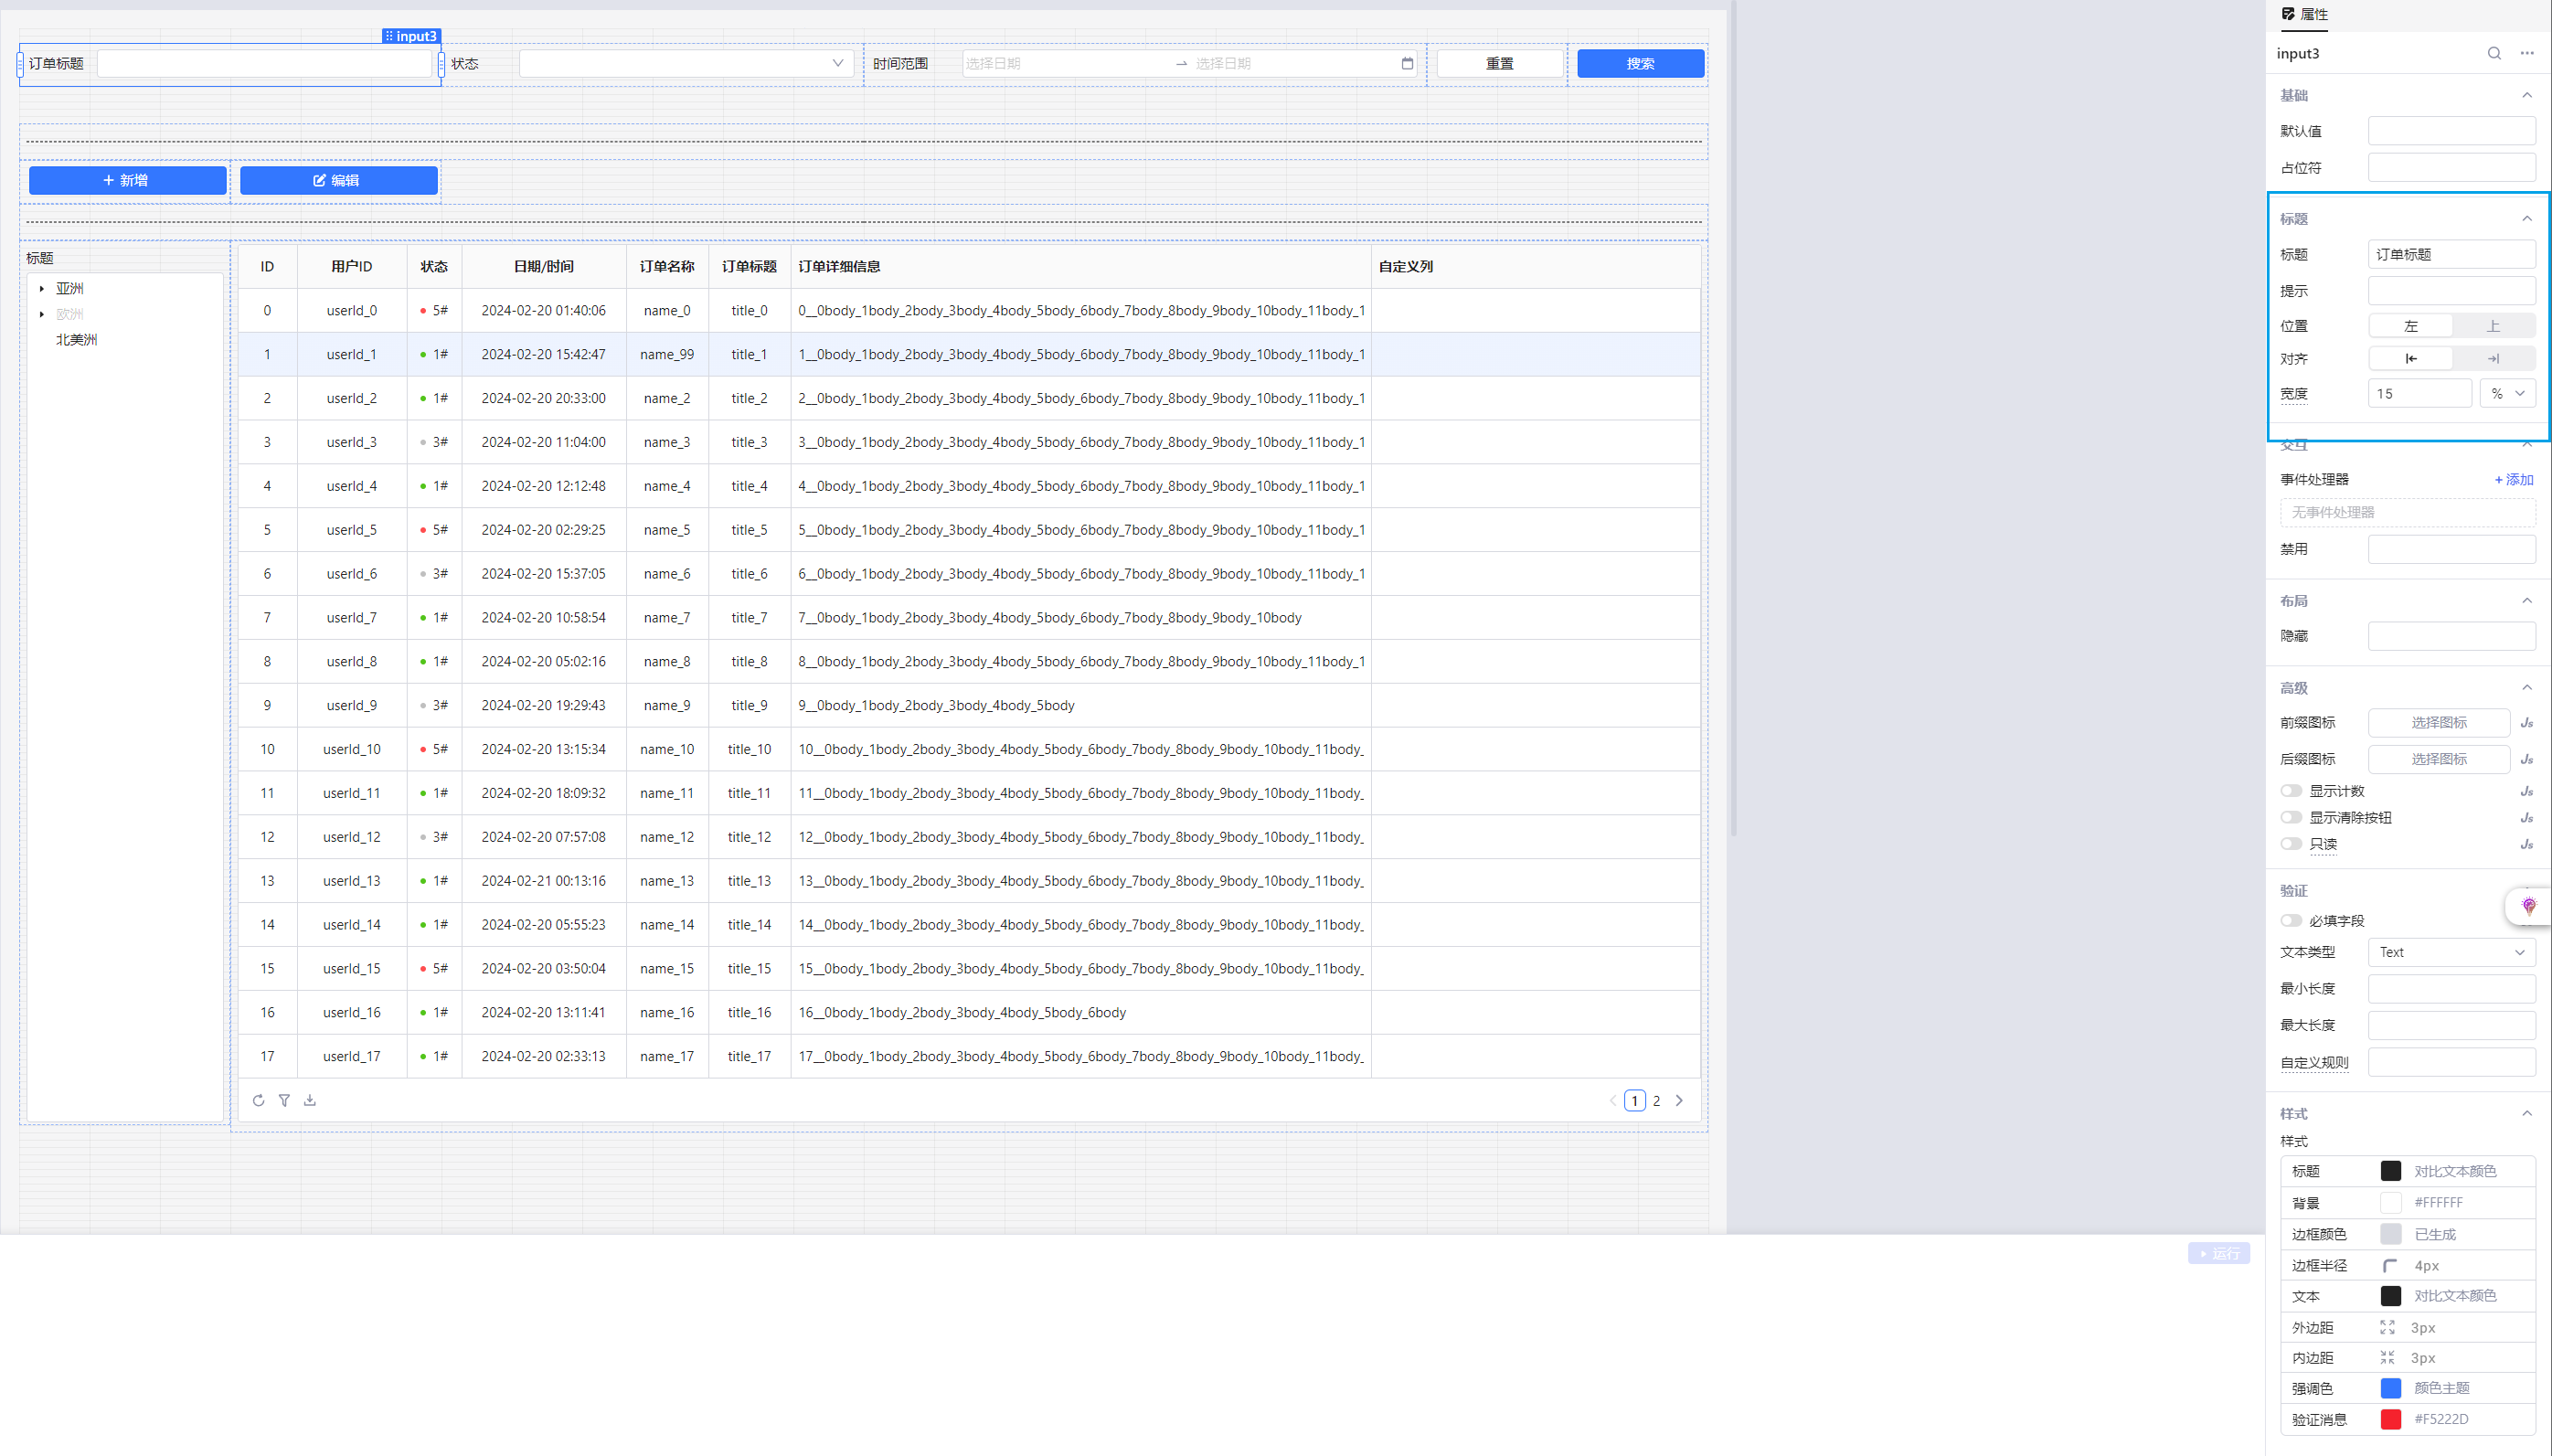 input3
订单标题
状态
时间范围
选择日期
选择日期
重置
搜索
新增
编辑
标题
亚洲
欧洲
北美洲
ID 用户ID 状态 日期/时间 订单名称 订单标题 订单详细信息 自定义列
0 userId_0 5# 2024-02-20 01:40:06 name_0 title_0 0__0body_1body_2body_3body_4body_5body_6body_7body_8body_9body_10body_11body_1
1 userId_1 1# 2024-02-20 15:42:47 name_99 title_1 1__0body_1body_2body_3body_4body_5body_6body_7body_8body_9body_10body_11body_1
2 userId_2 1# 2024-02-20 20:33:00 name_2 title_2 2__0body_1body_2body_3body_4body_5body_6body_7body_8body_9body_10body_11body_1
3 userId_3 3# 2024-02-20 11:04:00 name_3 title_3 3__0body_1body_2body_3body_4body_5body_6body_7body_8body_9body_10body_11body_1
4 userId_4 1# 2024-02-20 12:12:48 name_4 title_4 4__0body_1body_2body_3body_4body_5body_6body_7body_8body_9body_10body_11body_1
5 userId_5 5# 2024-02-20 02:29:25 name_5 title_5 5__0body_1body_2body_3body_4body_5body_6body_7body_8body_9body_10body_11body_1
6 userId_6 3# 2024-02-20 15:37:05 name_6 title_6 6__0body_1body_2body_3body_4body_5body_6body_7body_8body_9body_10body_11body_1
7 userId_7 1# 2024-02-20 10:58:54 name_7 title_7 7__0body_1body_2body_3body_4body_5body_6body_7body_8body_9body_10body
8 userId_8 1# 2024-02-20 05:02:16 name_8 title_8 8__0body_1body_2body_3body_4body_5body_6body_7body_8body_9body_10body_11body_1
9 userId_9 3# 2024-02-20 19:29:43 name_9 title_9 9__0body_1body_2body_3body_4body_5body
10 userId_10 5# 2024-02-20 13:15:34 name_10 title_10 10__0body_1body_2body_3body_4body_5body_6body_7body_8body_9body_10body_11body_
11 userId_11 1# 2024-02-20 18:09:32 name_11 title_11 11__0body_1body_2body_3body_4body_5body_6body_7body_8body_9body_10body_11body_
12 userId_12 3# 2024-02-20 07:57:08 name_12 title_12 12__0body_1body_2body_3body_4body_5body_6body_7body_8body_9body_10body_11body_
13 userId_13 1# 2024-02-21 00:13:16 name_13 title_13 13__0body_1body_2body_3body_4body_5body_6body_7body_8body_9body_10body_11body_
14 userId_14 1# 2024-02-20 05:55:23 name_14 title_14 14__0body_1body_2body_3body_4body_5body_6body_7body_8body_9body_10body_11body_
15 userId_15 5# 2024-02-20 03:50:04 name_15 title_15 15__0body_1body_2body_3body_4body_5body_6body_7body_8body_9body_10body_11body_
16 userId_16 1# 2024-02-20 13:11:41 name_16 title_16 16__0body_1body_2body_3body_4body_5body_6body
17 userId_17 1# 2024-02-20 02:33:13 name_17 title_17 17__0body_1body_2body_3body_4body_5body_6body_7body_8body_9body_10body_11body_
1 2
运行
属性
input3
基础
默认值
占位符
标题
标题 订单标题
提示
位置 左 上
对齐
宽度 15 %
交互
事件处理器 + 添加
无事件处理器
禁用
布局
隐藏
高级
前缀图标 选择图标 Js
后缀图标 选择图标 Js
显示计数 Js
显示清除按钮 Js
只读 Js
验证
必填字段
文本类型 Text
最小长度
最大长度
自定义规则
样式
样式
标题 对比文本颜色
背景 #FFFFFF
边框颜色 已生成
边框半径 4px
文本 对比文本颜色
外边距 3px
内边距 3px
强调色 颜色主题
验证消息 #F5222D